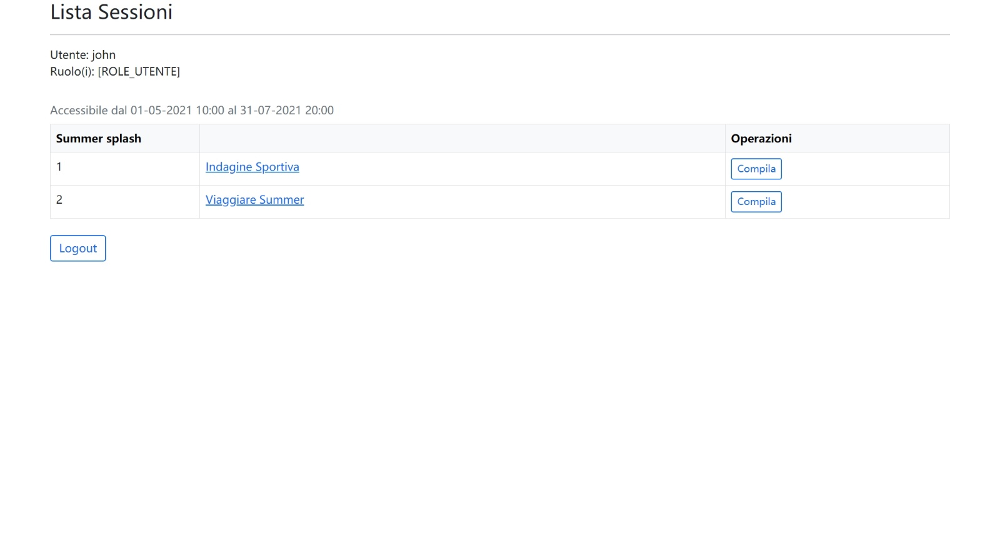 Lista Sessioni
Utente: john
Ruolo(i): [ROLE_UTENTE]
Accessibile dal 01-05-2021 10:00 al 31-07-2021 20:00
Summer splash Operazioni
1 Indagine Sportiva Compila
2 Viaggiare Summer Compila
Logout